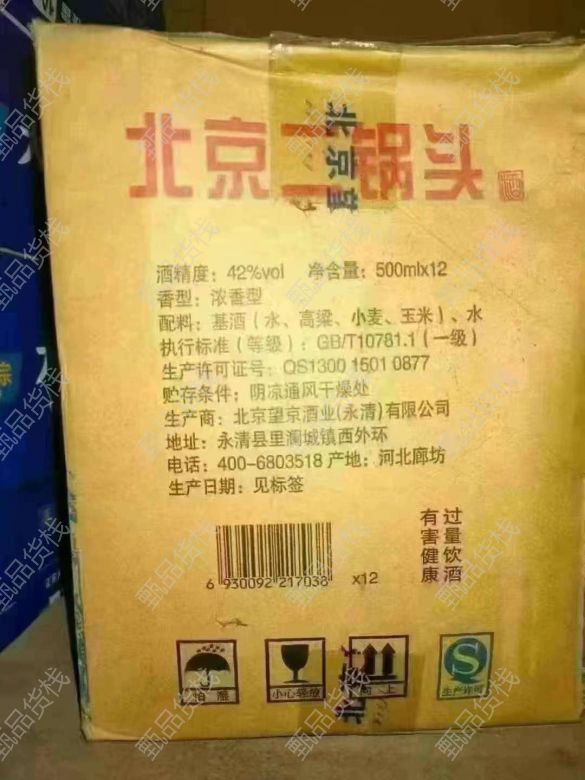 北京二锅头
北京首
酒精度：42%vol 净含量：500mlx12
香型：浓香型
配料：基酒（水、高粱、小麦、玉米）、水
执行标准（等级）：GB/T10781.1（一级）
生产许可证号：QS1300 1501 0877
贮存条件：阴凉通风干燥处
生产商：北京望京酒业(永清)有限公司
地址：永清县里澜城镇西外环
电话：400-6803518 产地：河北廊坊
生产日期：见标签
过量饮酒
有害健康
6 930092 217038 x12
怕湿
小心轻放
向上
生产许可
甄品货栈